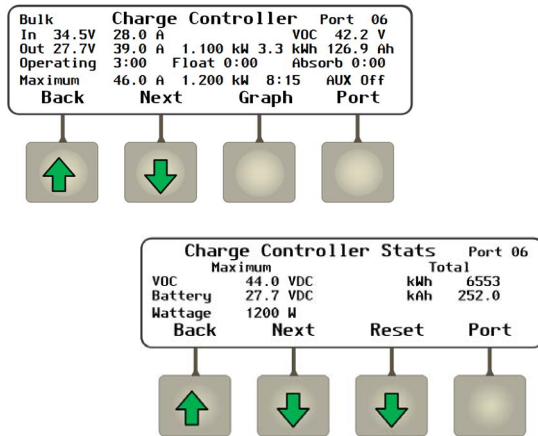 Bulk Charge Controller Port 06
In 34.5V 28.0 A VOC 42.2 V
Out 27.7V 39.0 A 1.100 kW 3.3 kWh 126.9 Ah
Operating 3:00 Float 0:00 Absorb 0:00
Maximum 46.0 A 1.200 kW 8:15 AUX Off
Back Next Graph Port
Charge Controller Stats Port 06
Maximum Total
VOC 44.0 VDC kWh 6553
Battery 27.7 VDC kAh 252.0
Wattage 1200 W
Back Next Reset Port